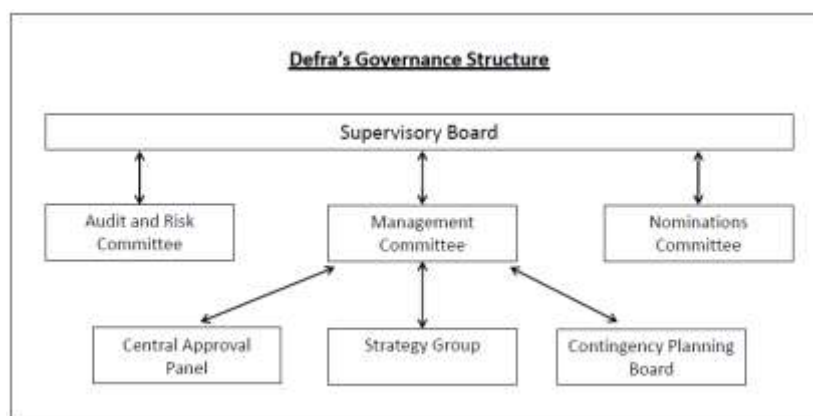 Defra's Governance Structure
Supervisory Board
Audit and Risk
Committee
Management
Committee
Nominations
Committee
Central Approval
Panel
Strategy Group
Contingency Planning
Board